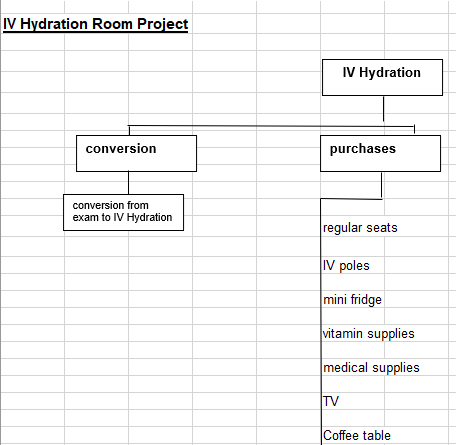 IV Hydration Room Project
IV Hydration
conversion
purchases
conversion from
exam to IV Hydration
regular seats
IV poles
mini fridge
vitamin supplies
medical supplies
TV
Coffee table